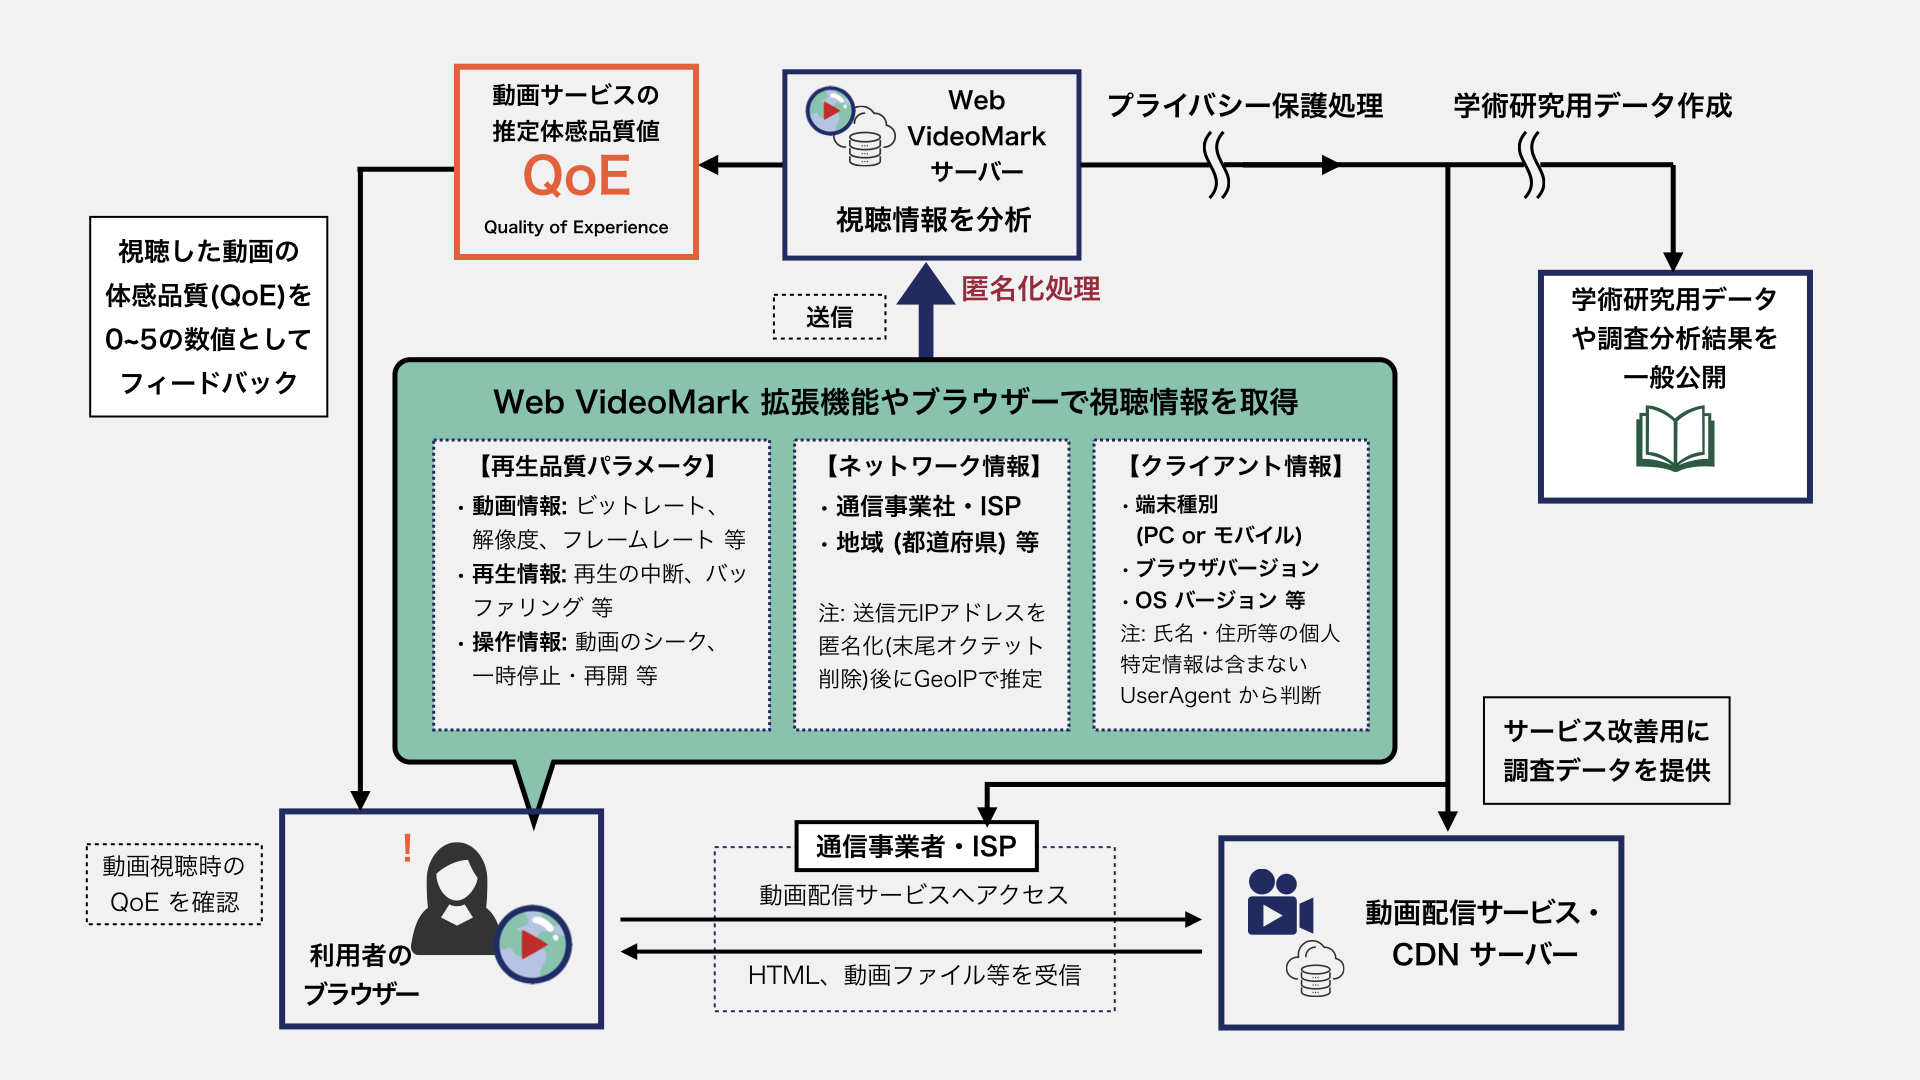 動画サービスの
推定体感品質値
QoE
Quality of Experience
Web
VideoMark
サーバー
視聴情報を分析
プライバシー保護処理
学術研究用データ作成
視聴した動画の
体感品質(QoE)を
0~5の数値として
フィードバック
送信
匿名化処理
学術研究用データ
や調査分析結果を
一般公開
Web VideoMark 拡張機能やブラウザーで視聴情報を取得
【再生品質パラメータ】
・動画情報: ビットレート、
解像度、フレームレート 等
・再生情報: 再生の中断、バッ
ファリング 等
・操作情報: 動画のシーク、
一時停止・再開 等
【ネットワーク情報】
・通信事業社・ISP
・地域 (都道府県) 等
注: 送信元IPアドレスを
匿名化(末尾オクテット
削除)後にGeoIPで推定
【クライアント情報】
・端末種別
(PC or モバイル)
・ブラウザバージョン
・OS バージョン 等
注: 氏名・住所等の個人
特定情報は含まない
UserAgent から判断
サービス改善用に
調査データを提供
動画視聴時の
QoE を確認
!
利用者の
ブラウザー
通信事業者・ISP
動画配信サービスへアクセス
HTML、動画ファイル等を受信
動画配信サービス・
CDN サーバー